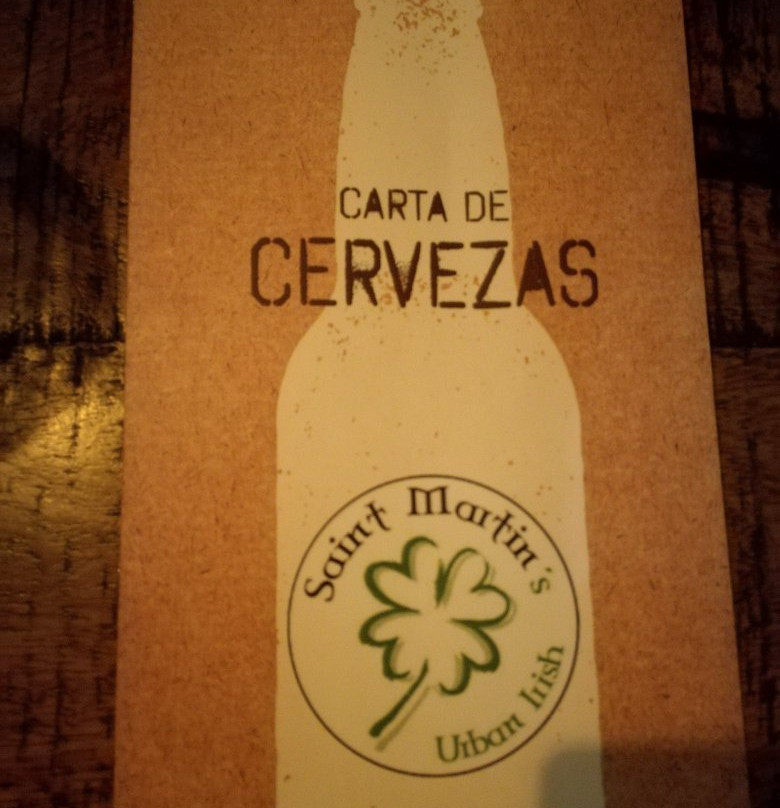 CARTA DE
CERVEZAS
Saint Martin's
Urban Irish